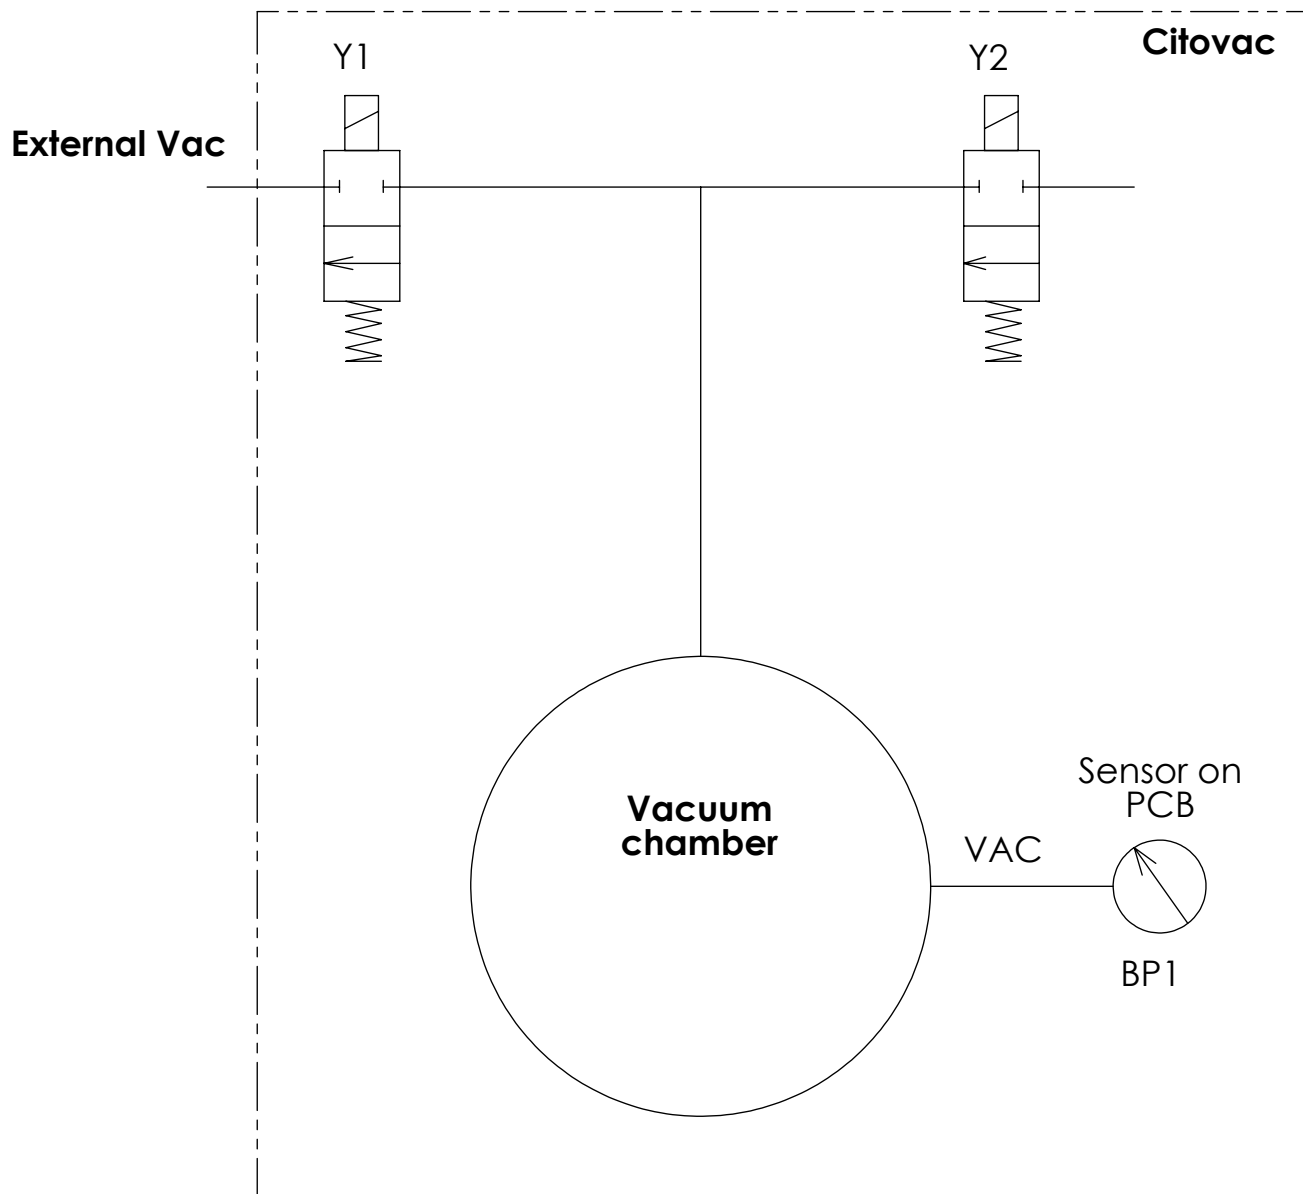 Y1
Y2
Citovac
External Vac
Vacuum
chamber
Sensor on
PCB
VAC
BP1